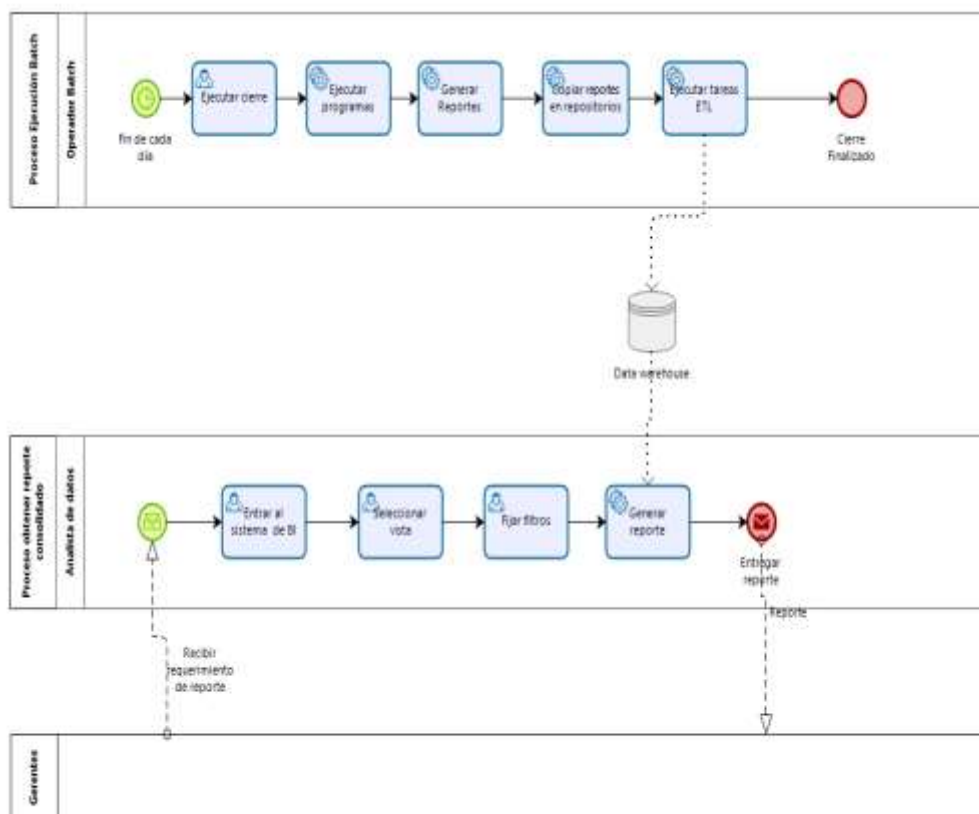 Proceso Ejecución Batch
Operador Batch
Fin de cada
día
Ejecutar cierre
Ejecutar
programas
Generar
Reportes
Copiar reportes
en repositorios
Ejecutar tareas
ETL
Cierre
Finalizado
Data warehouse
Proceso obtener reporte
consolidado
Analista de datos
Entrar al
sistema de BI
Seleccionar
vista
Fijar filtros
Generar
reporte
Entregar
reporte
Reporte
Recibir
requerimiento
de reporte
Gerentes